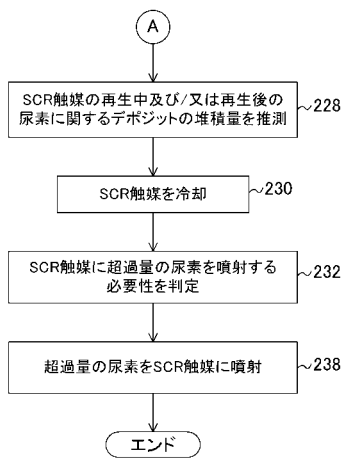 A
SCR触媒の再生中及び/又は再生後の
尿素に関するデポジットの堆積量を推測
228
SCR触媒を冷却
230
SCR触媒に超過量の尿素を噴射する
必要性を判定
232
超過量の尿素をSCR触媒に噴射
238
エンド